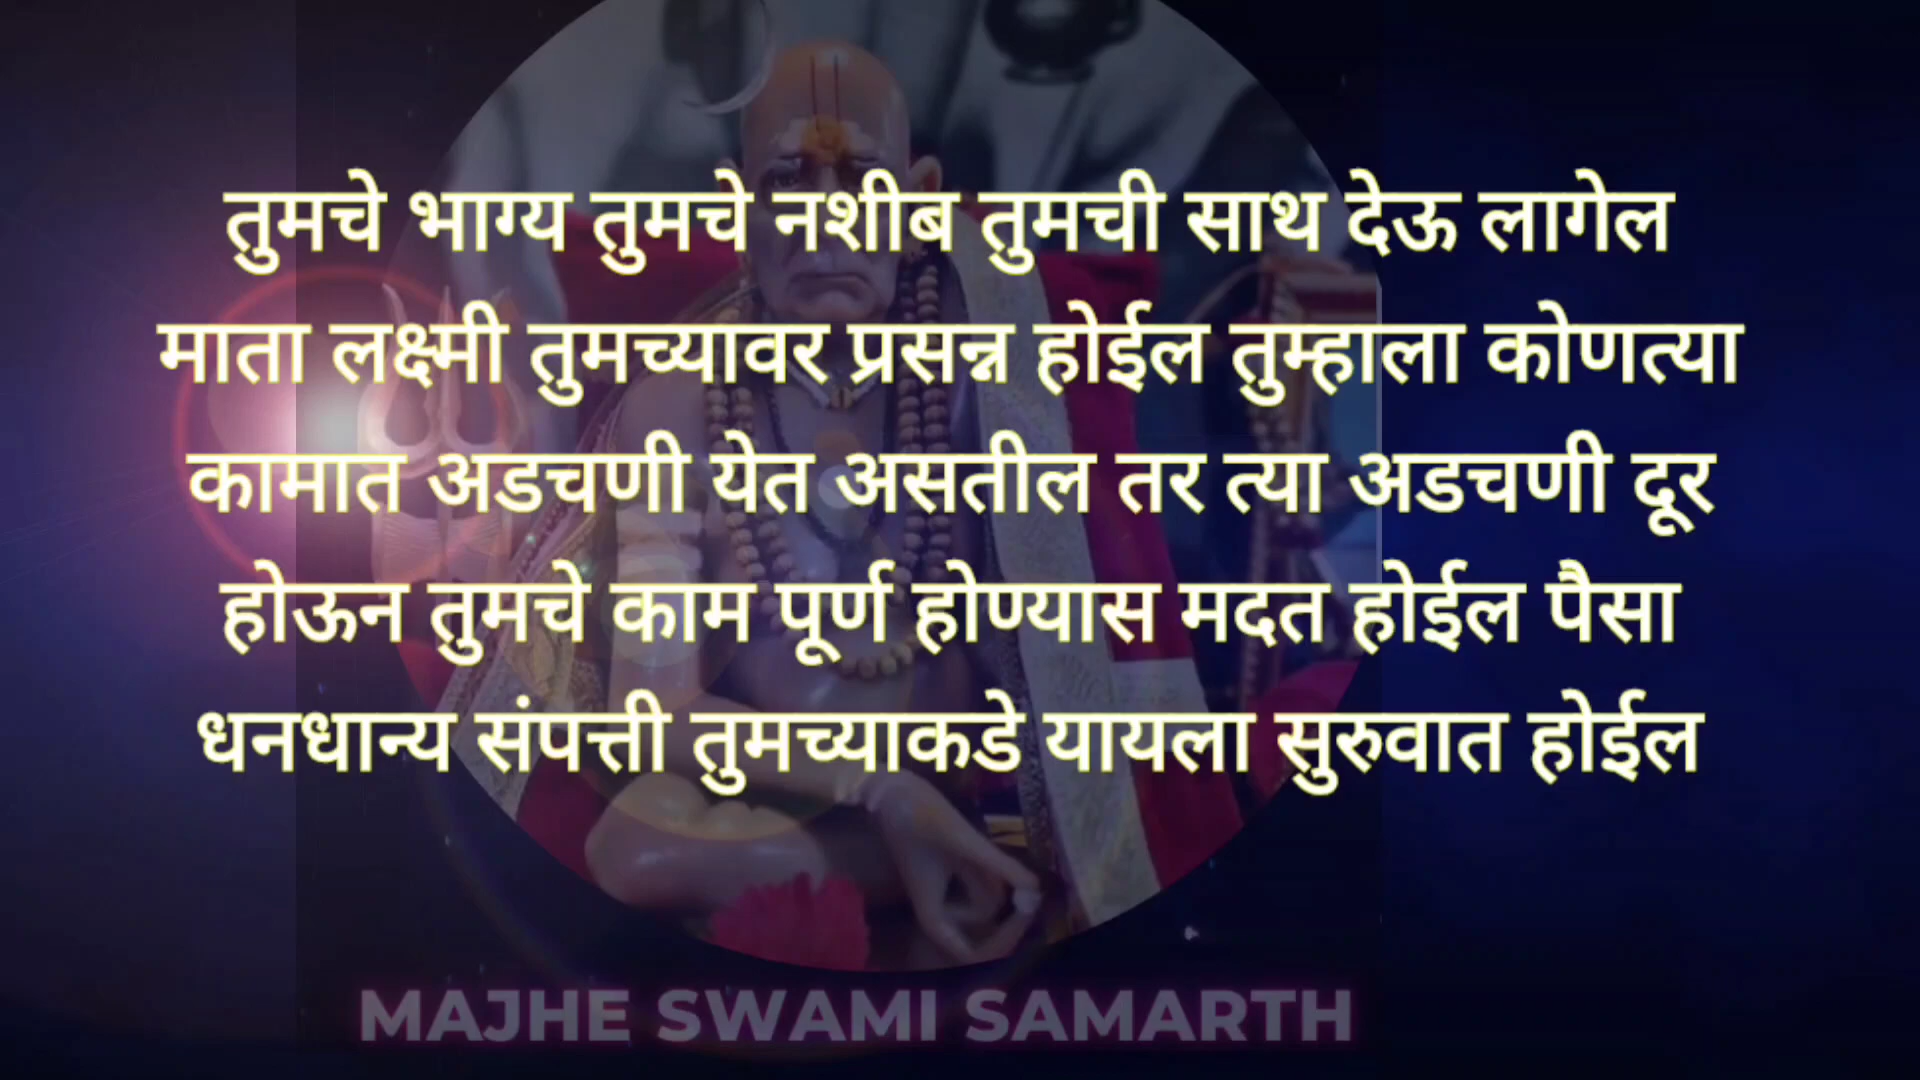 तुमचे भाग्य तुमचे नशीब तुमची साथ देऊ लागेल
माता लक्ष्मी तुमच्यावर प्रसन्न होईल तुम्हाला कोणत्या
कामात अडचणी येत असतील तर त्या अडचणी दूर
होऊन तुमचे काम पूर्ण होण्यास मदत होईल पैसा
धनधान्य संपत्ती तुमच्याकडे यायला सुरुवात होईल
MAJHE SWAMI SAMARTH